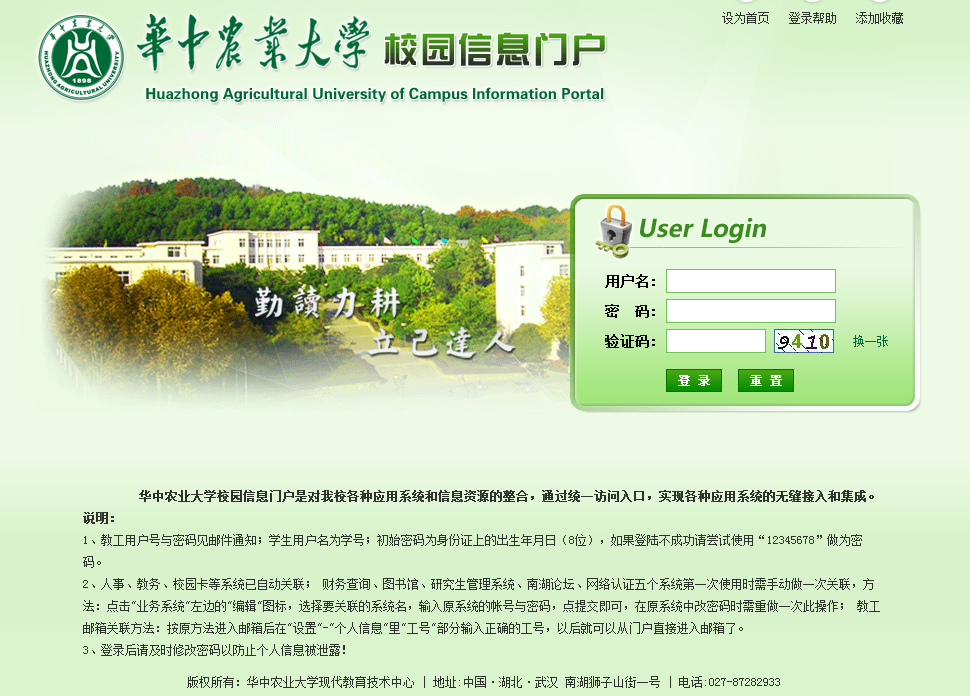 设为首页 登录帮助 添加收藏
華中农業大学 校园信息门户
HUAZHONG AGRICULTURAL UNIVERSITY
1898
Huazhong Agricultural University of Campus Information Portal
User Login
勤讀力耕
立己達人
用户名：
密 码：
验证码： 9410 换一张
登 录 重 置
华中农业大学校园信息门户是对我校各种应用系统和信息资源的整合，通过统一访问入口，实现各种应用系统的无缝接入和集成。
说明：
1、教工用户号与密码见邮件通知；学生用户名为学号；初始密码为身份证上的出生年月日（8位），如果登陆不成功请尝试使用“12345678”做为密
码。
2、人事、教务、校园卡等系统已自动关联； 财务查询、图书馆、研究生管理系统、南湖论坛、网络认证五个系统第一次使用时需手动做一次关联，方
法：点击“业务系统”左边的“编辑”图标，选择要关联的系统名，输入原系统的帐号与密码，点提交即可，在原系统中改密码时需重做一次此操作； 教工
邮箱关联方法：按原方法进入邮箱后在“设置”-“个人信息”里“工号”部分输入正确的工号，以后就可以从门户直接进入邮箱了。
3、登录后请及时修改密码以防止个人信息被泄露！
版权所有：华中农业大学现代教育技术中心 | 地址:中国·湖北·武汉 南湖狮子山街一号 | 电话:027-87282933